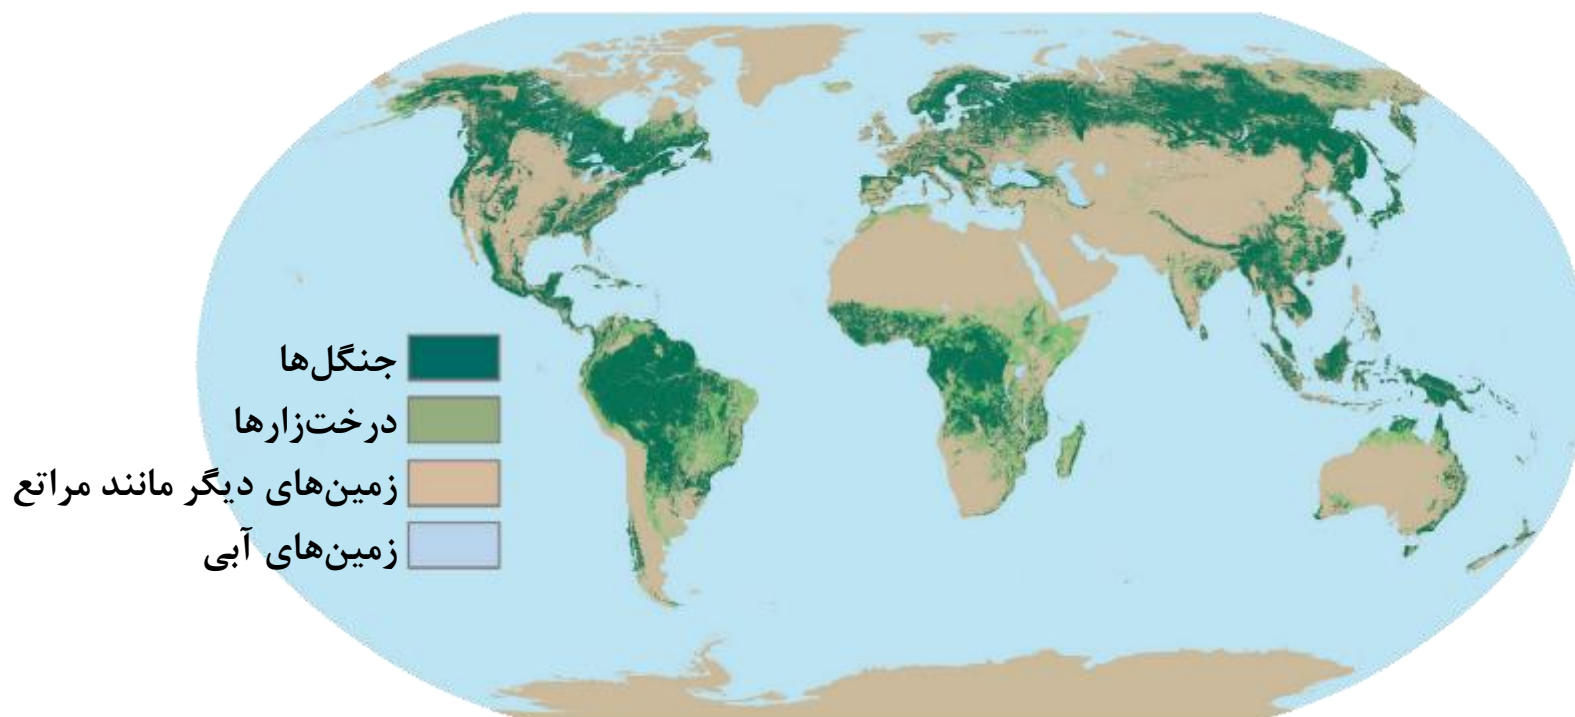 جنگل‌ها
درخت‌زارها
زمین‌های دیگر مانند مراتع
زمین‌های آبی